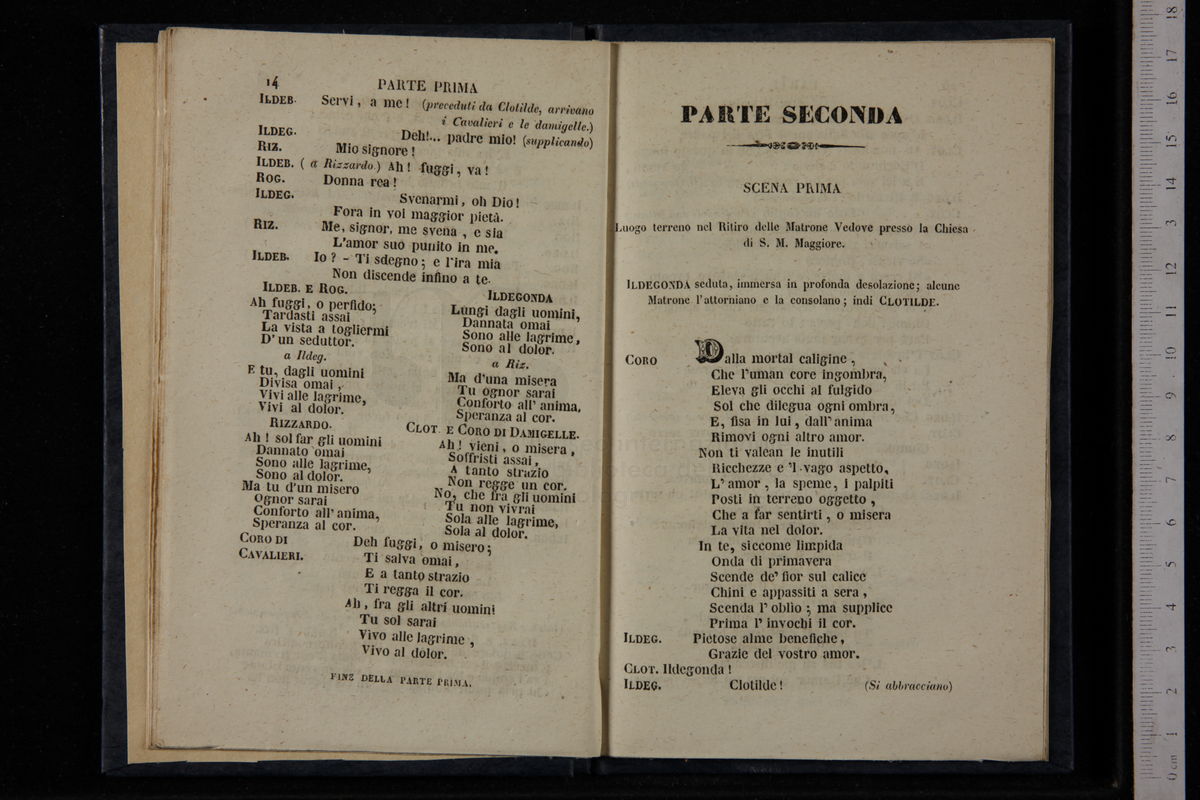 14 PARTE PRIMA
ILDEB. Servi, a me! (preceduti da Clotilde, arrivano
i Cavalieri e le damigelle.)
ILDEG. Deh!... padre mio! (supplicando)
RIZ. Mio signore!
ILDEB. (a Rizzardo.) Ah! fuggi, va!
ROG. Donna rea!
ILDEG. Svenarmi, oh Dio!
Fora in voi maggior pietà.
RIZ. Me, signor, me svena, e sia
L'amor suo punito in me.
ILDEB. Io? - Ti sdegno; e l'ira mia
Non discende infino a te.
ILDEB. E ROG.
Ah fuggi, o perfido;
Tardasti assai
La vista a togliermi
D'un seduttor.
a Ildeg.
E tu, dagli uomini
Divisa omai,
Vivi alle lagrime,
Vivi al dolor.
RIZZARDO.
Ah! sol far gli uomini
Dannato omai
Sono alle lagrime,
Sono al dolor.
Ma tu d'un misero
Ognor sarai
Conforto all'anima,
Speranza al cor.
ILDEGONDA
Lungi dagli uomini,
Dannata omai
Sono alle lagrime,
Sono al dolor.
a Riz.
Ma d'una misera
Tu ognor sarai
Conforto all'anima,
Speranza al cor.
CLOT. E CORO DI DAMIGELLE.
Ah! vieni, o misera,
Soffristi assai,
A tanto strazio
Non regge un cor.
No, che fra gli uomini
Tu non vivrai
Sola alle lagrime,
Sola al dolor.
CORO DI CAVALIERI.
Deh fuggi, o misero;
Ti salva omai,
E a tanto strazio
Ti regga il cor.
Ah, fra gli altri uomini
Tu sol sarai
Vivo alle lagrime,
Vivo al dolor.
FINE DELLA PARTE PRIMA.
PARTE SECONDA
SCENA PRIMA
Luogo terreno nel Ritiro delle Matrone Vedove presso la Chiesa
di S. M. Maggiore.
ILDEGONDA seduta, immersa in profonda desolazione; alcune
Matrone l'attorniano e la consolano; indi CLOTILDE.
CORO Dalla mortal caligine,
Che l'uman core ingombra,
Eleva gli occhi al fulgido
Sol che dilegua ogni ombra,
E, fisa in lui, dall'anima
Rimovi ogni altro amor.
Non ti valean le inutili
Ricchezze e 'l vago aspetto,
L'amor, la speme, i palpiti
Posti in terreno oggetto,
Che a far sentirti, o misera
La vita nel dolor.
In te, siccome limpida
Onda di primavera
Scende de' fior sul calice
Chini e appassiti a sera,
Scenda l'oblìo; ma supplice
Prima l'invochi il cor.
ILDEG. Pietose alme benefiche,
Grazie del vostro amor.
CLOT. Ildegonda!
ILDEG. Clotilde! (Si abbracciano)